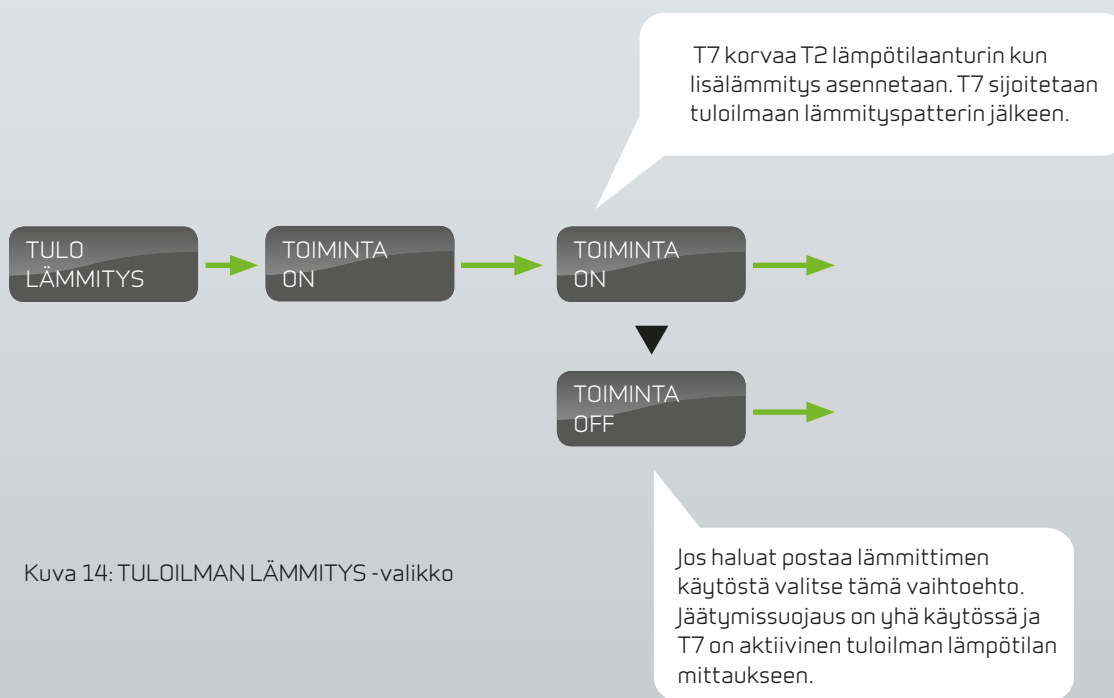 T7 korvaa T2 lämpötilaanturin kun
lisälämmitys asennetaan. T7 sijoitetaan
tuloilmaan lämmityspatterin jälkeen.
TULO
LÄMMITYS
TOIMINTA
ON
TOIMINTA
ON
TOIMINTA
OFF
Kuva 14: TULOILMAN LÄMMITYS -valikko
Jos haluat postaa lämmittimen
käytöstä valitse tämä vaihtoehto.
Jäätymissuojaus on yhä käytössä ja
T7 on aktiivinen tuloilman lämpötilan
mittaukseen.